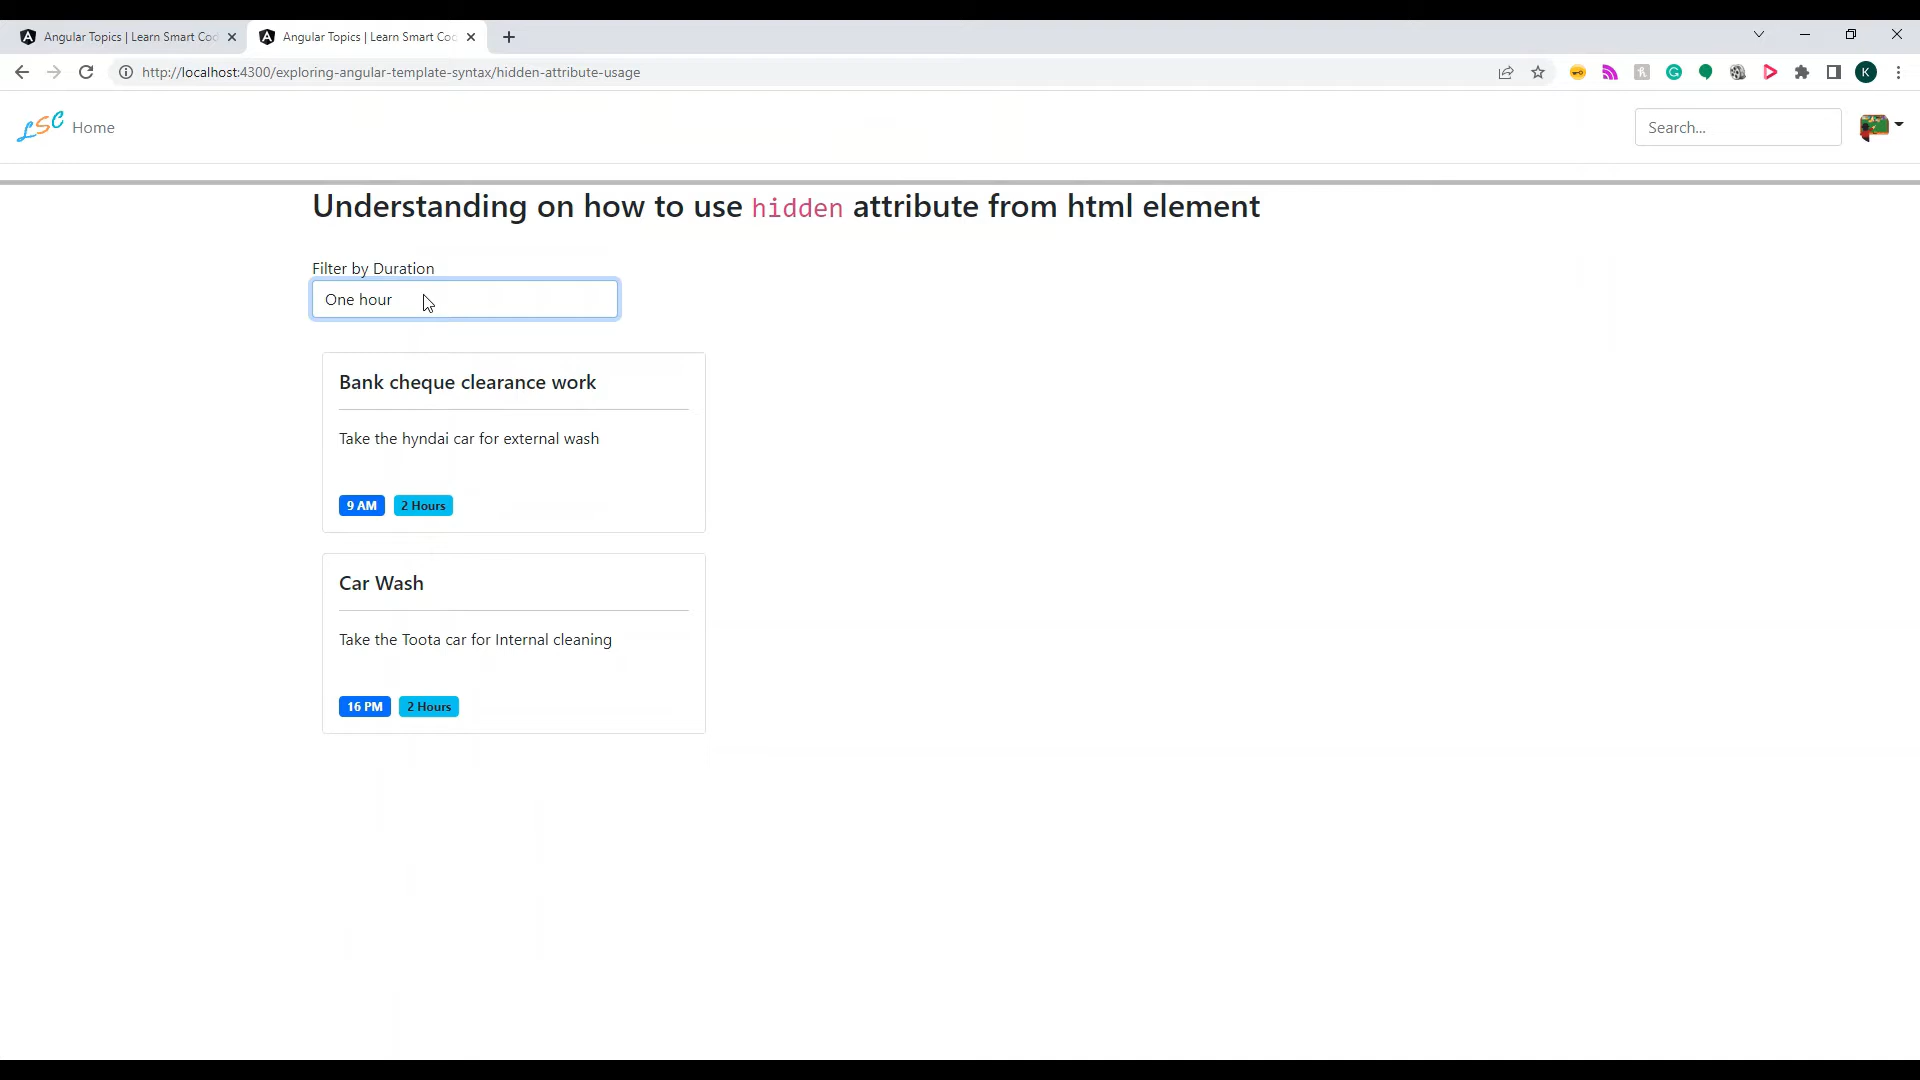 Angular Topics | Learn Smart Cod
Angular Topics | Learn Smart Coc
http://localhost:4300/exploring-angular-template-syntax/hidden-attribute-usage
K
LSC Home
Search...
Understanding on how to use hidden attribute from html element
Filter by Duration
One hour
Bank cheque clearance work
Take the hyndai car for external wash
9 AM 2 Hours
Car Wash
Take the Toota car for Internal cleaning
16 PM 2 Hours